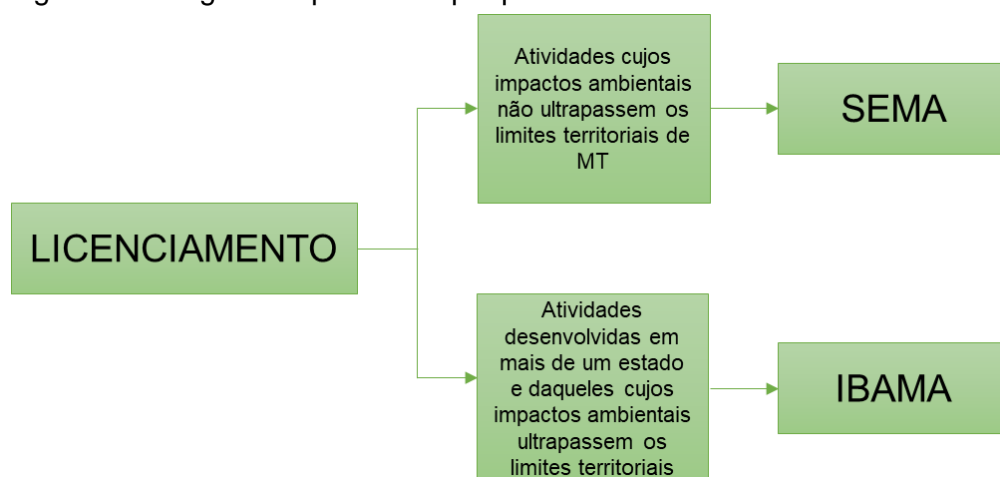 Atividades cujos
impactos ambientais
não ultrapassem os
limites territoriais de
MT
SEMA
LICENCIAMENTO
Atividades
desenvolvidas em
mais de um estado
e daqueles cujos
impactos ambientais
ultrapassem os
limites territoriais
IBAMA